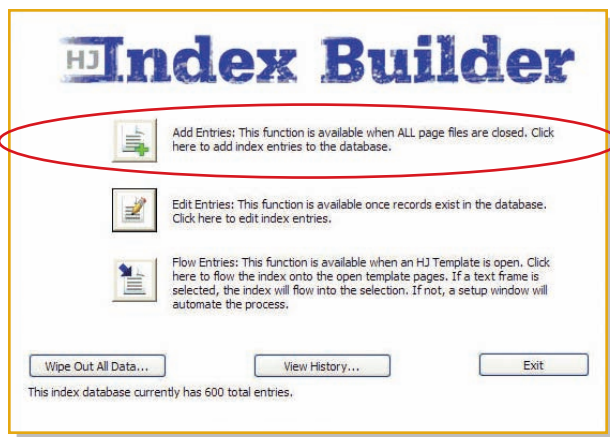 HJ Index Builder
Add Entries: This function is available when ALL page files are closed. Click
here to add index entries to the database.
Edit Entries: This function is available once records exist in the database.
Click here to edit index entries.
Flow Entries: This function is available when an HJ Template is open. Click
here to flow the index onto the open template pages. If a text frame is
selected, the index will flow into the selection. If not, a setup window will
automate the process.
Wipe Out All Data... View History... Exit
This index database currently has 600 total entries.